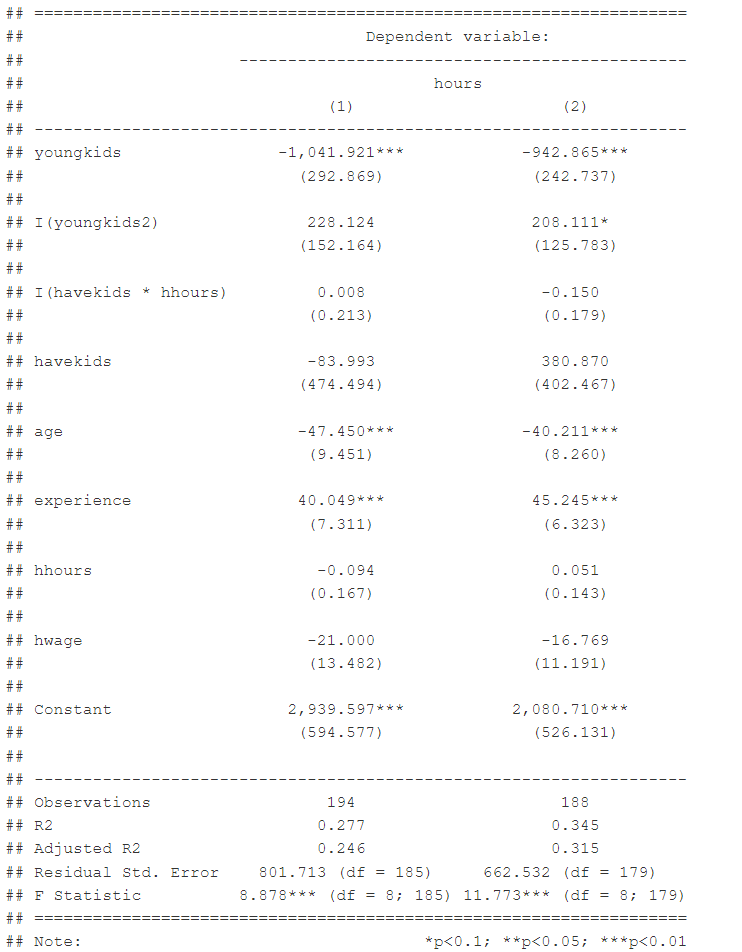 ## ===================================================================
##                                  Dependent variable:
##                      ----------------------------------------------
##                                         hours
##                               (1)                     (2)
## -------------------------------------------------------------------
## youngkids               -1,041.921***            -942.865***
##                           (292.869)               (242.737)
##
## I(youngkids2)              228.124                208.111*
##                           (152.164)               (125.783)
##
## I(havekids * hhours)        0.008                  -0.150
##                            (0.213)                 (0.179)
##
## havekids                   -83.993                 380.870
##                           (474.494)               (402.467)
##
## age                       -47.450***             -40.211***
##                            (9.451)                 (8.260)
##
## experience                40.049***               45.245***
##                            (7.311)                 (6.323)
##
## hhours                      -0.094                  0.051
##                            (0.167)                 (0.143)
##
## hwage                      -21.000                 -16.769
##                            (13.482)                (11.191)
##
## Constant                 2,939.597***            2,080.710***
##                           (594.577)               (526.131)
##
## -------------------------------------------------------------------
## Observations                 194                     188
## R2                          0.277                   0.345
## Adjusted R2                 0.246                   0.315
## Residual Std. Error   801.713 (df = 185)     662.532 (df = 179)
## F Statistic         8.878*** (df = 8; 185) 11.773*** (df = 8; 179)
## ===================================================================
## Note:                                   *p<0.1; **p<0.05; ***p<0.01